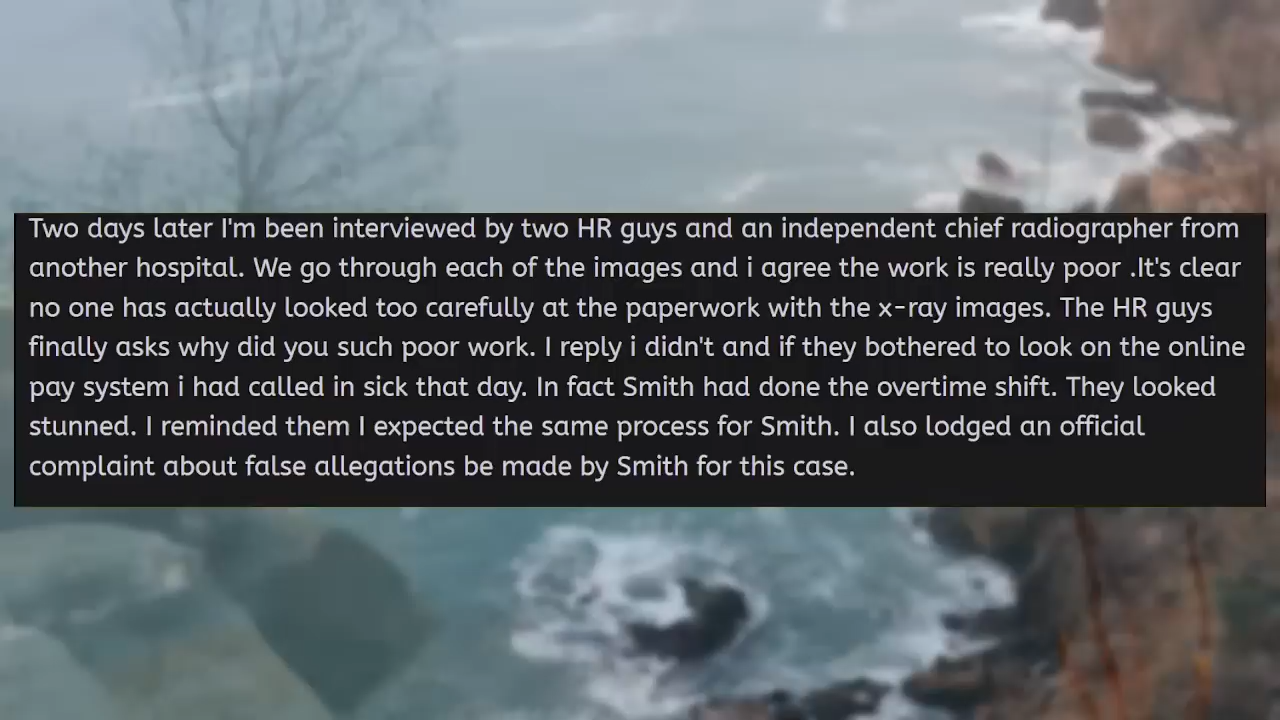 Two days later I'm been interviewed by two HR guys and an independent chief radiographer from
another hospital. We go through each of the images and i agree the work is really poor .It's clear
no one has actually looked too carefully at the paperwork with the x-ray images. The HR guys
finally asks why did you such poor work. I reply i didn't and if they bothered to look on the online
pay system i had called in sick that day. In fact Smith had done the overtime shift. They looked
stunned. I reminded them I expected the same process for Smith. I also lodged an official
complaint about false allegations be made by Smith for this case.